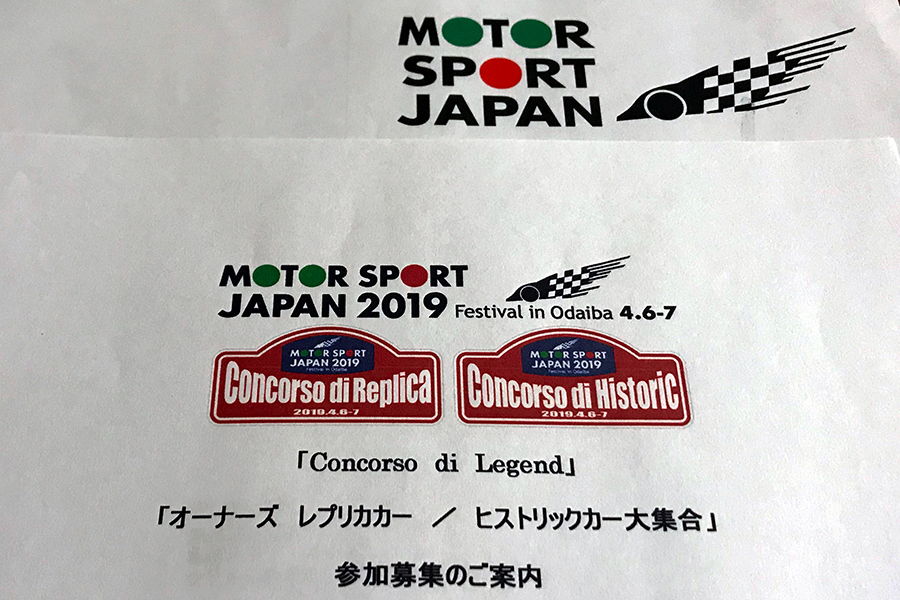 MOTOR
SPORT
JAPAN
MOTOR SPORT
JAPAN 2019 Festival in Odaiba 4.6-7
MOTOR SPORT
JAPAN 2019
Festival in Odaiba
Concorso di Replica
2019.4.6-7
MOTOR SPORT
JAPAN 2019
Festival in Odaiba
Concorso di Historic
2019.4.6-7
「Concorso di Legend」
「オーナーズ レプリカカー ／ ヒストリックカー大集合」
参加募集のご案内